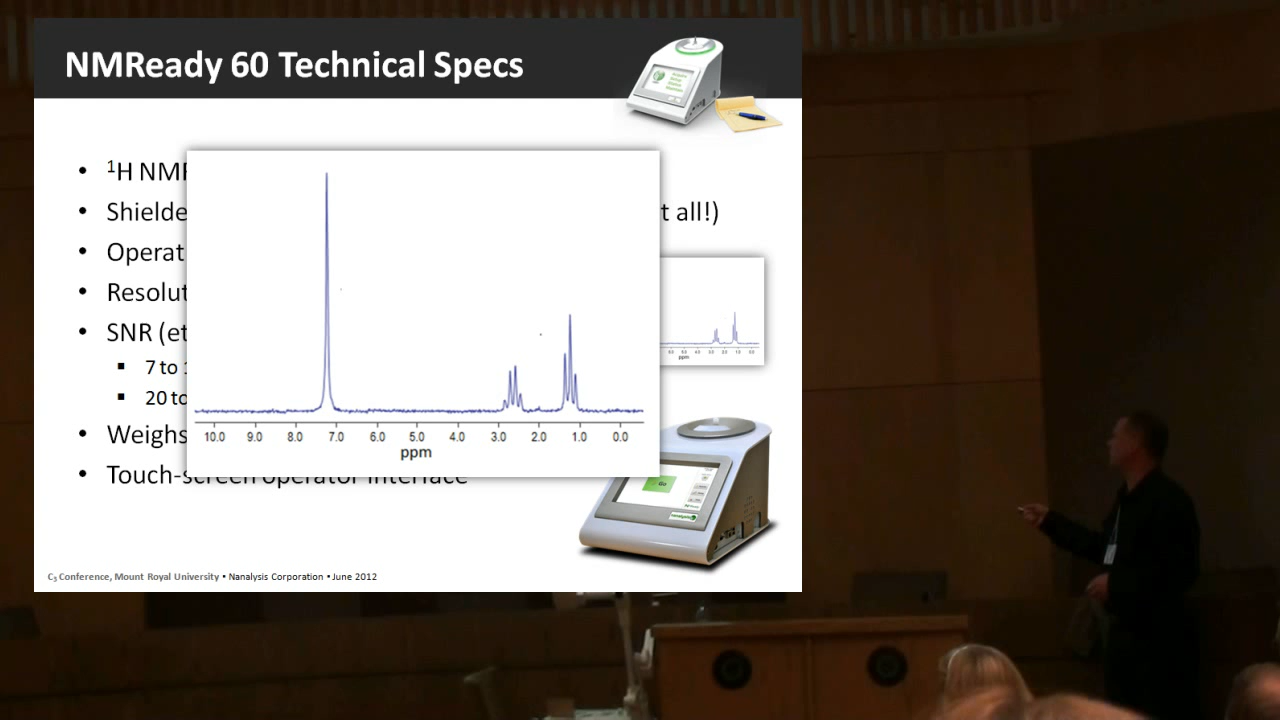 NMReady 60 Technical Specs
• ¹H NMR
• Shielde t all!)
• Operat
• Resolut
• SNR (et
▪ 7 to
▪ 20 to
• Weighs
• Touch-screen operator interface
10.0 9.0 8.0 7.0 6.0 5.0 4.0 3.0 2.0 1.0 0.0
ppm
ppm
Go
C₃ Conference, Mount Royal University • Nanalysis Corporation • June 2012